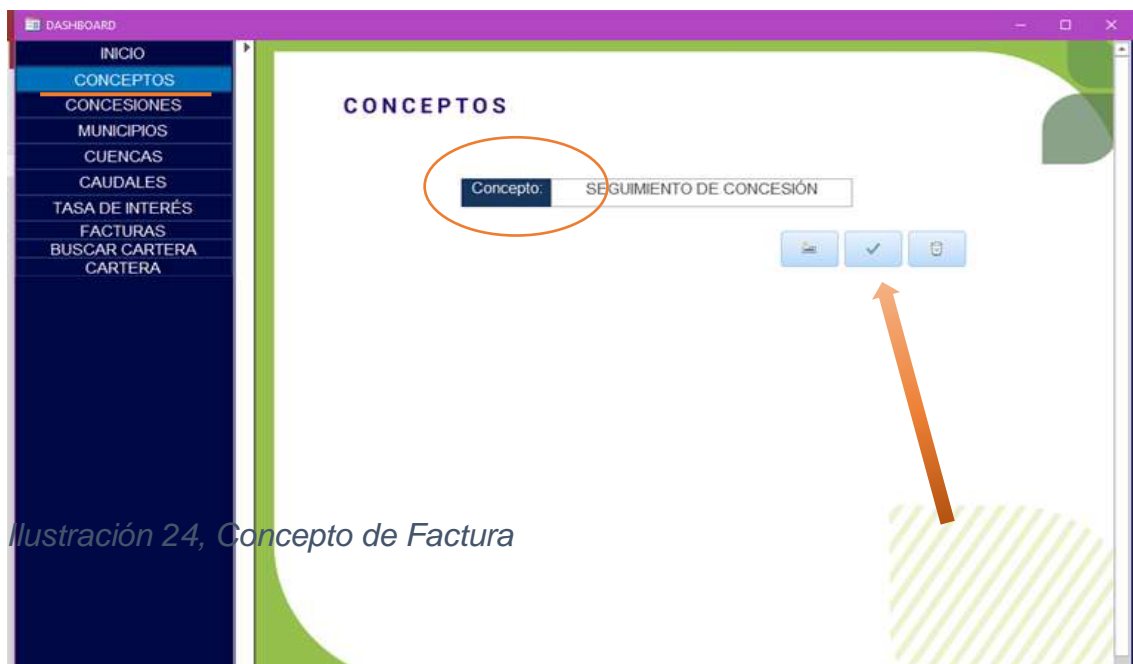 DASHBOARD
INICIO
CONCEPTOS
CONCESIONES
MUNICIPIOS
CUENCAS
CAUDALES
TASA DE INTERÉS
FACTURAS
BUSCAR CARTERA
CARTERA
CONCEPTOS
Concepto: SEGUIMIENTO DE CONCESIÓN
Ilustración 24, Concepto de Factura